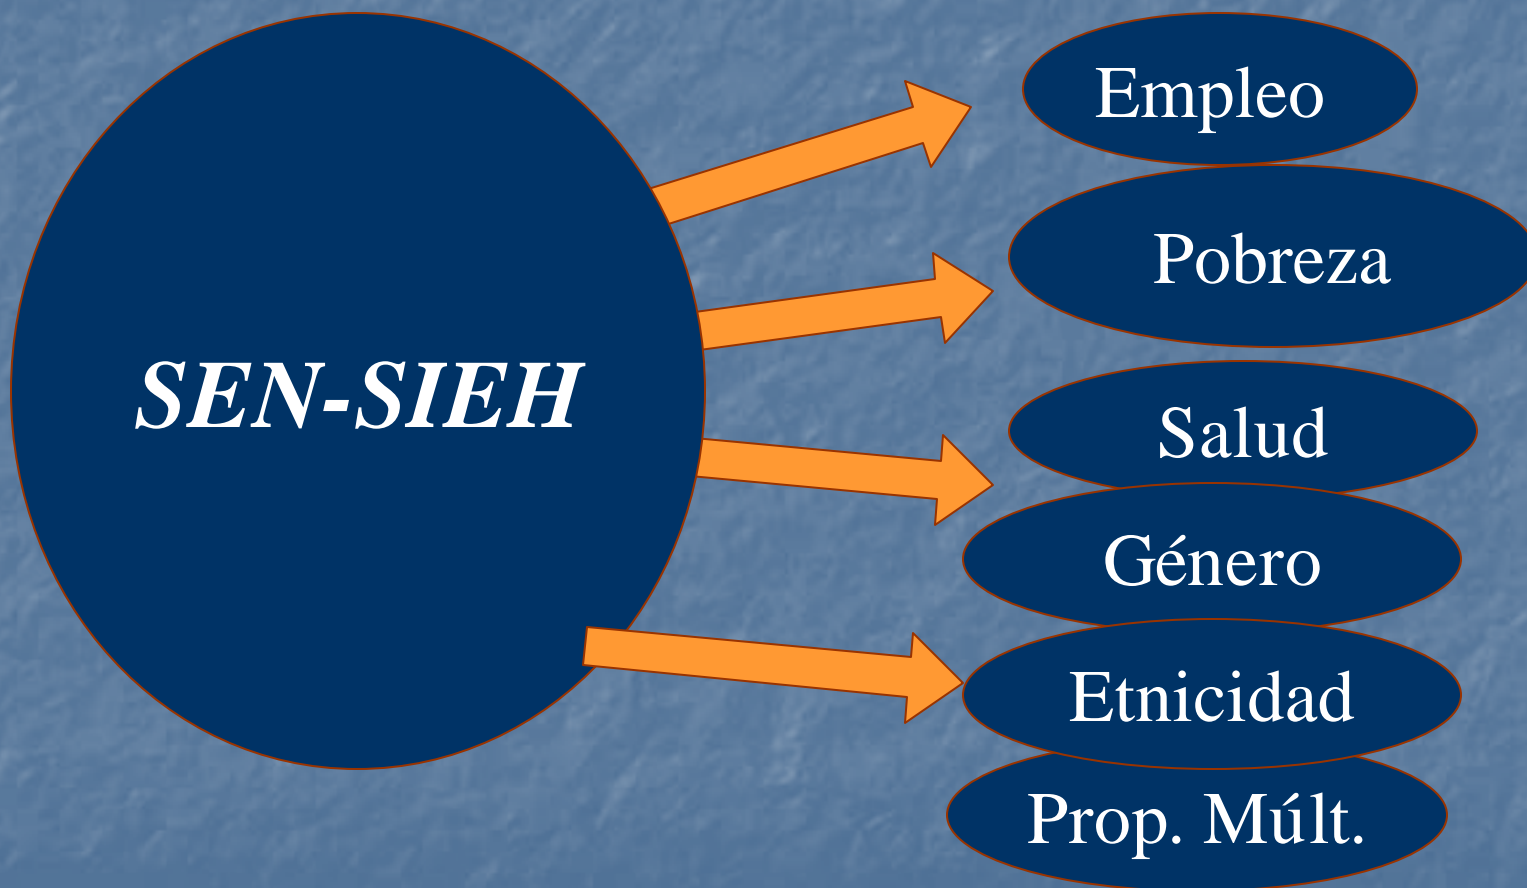 SEN-SIEH
Empleo
Pobreza
Salud
Género
Etnicidad
Prop. Múlt.